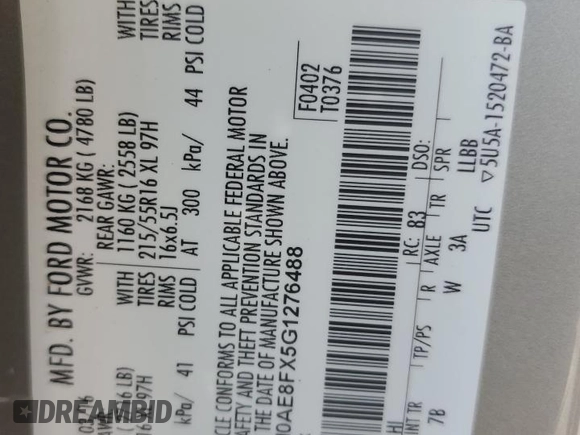 MFD. BY FORD MOTOR CO.
GVWR: 2168 KG ( 4780 LB)
REAR GAWR:
WITH 1160 KG ( 2558 LB) WITH
TIRES 215/55R16 XL 97H TIRES
RIMS 16x6.5J RIMS
kPa/ 41 PSI COLD AT 300 kPa/ 44 PSI COLD
CONFORMS TO ALL APPLICABLE FEDERAL MOTOR
AND THEFT PREVENTION STANDARDS IN
THE DATE OF MANUFACTURE SHOWN ABOVE.
0AE8FX5G1276488
F0402
T0376
RC: B3 DSO:
INT TR TP/PS R AXLE TR SPR
7B W 3A LLBB
UTC ▽5U5A-1520472-BA
DREAMBID